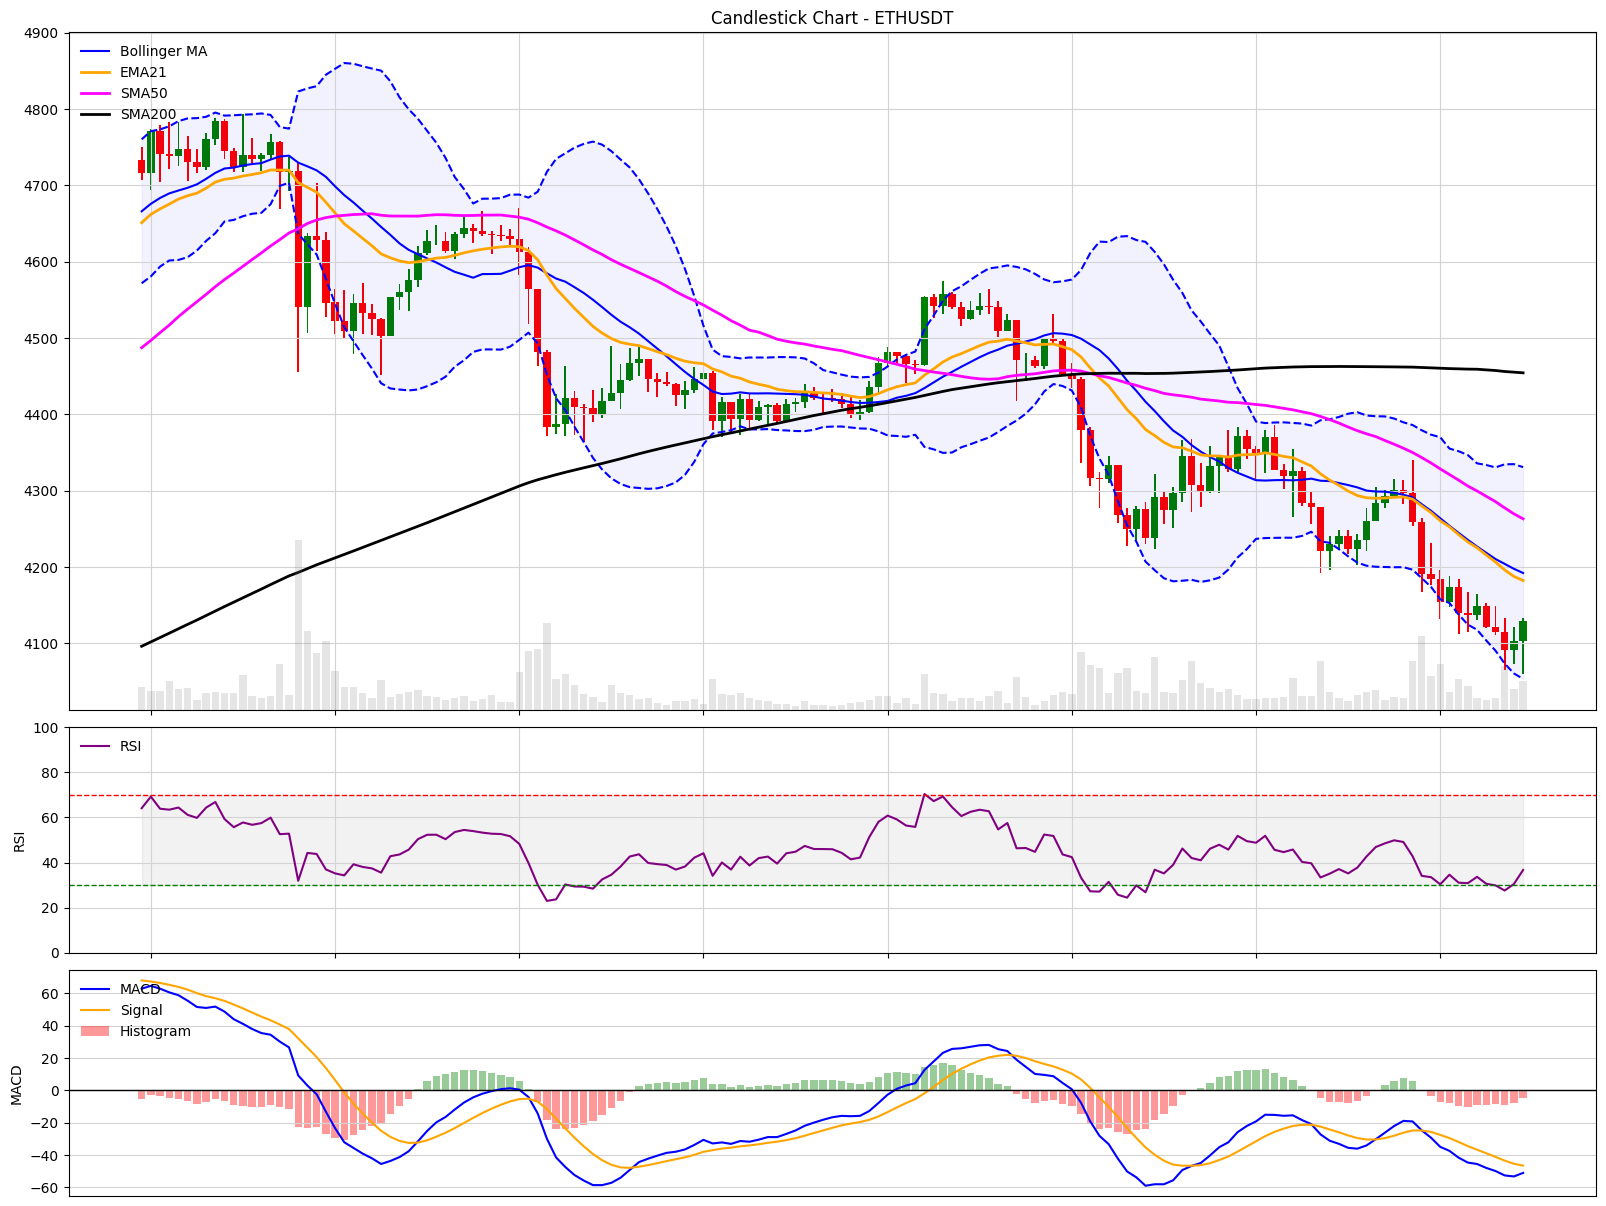 Candlestick Chart - ETHUSDT
4900
4800
4700
4600
4500
4400
4300
4200
4100
Bollinger MA
EMA21
SMA50
SMA200
100
80
60
40
20
0
RSI
RSI
60
40
20
0
−20
−40
−60
MACD
MACD
Signal
Histogram